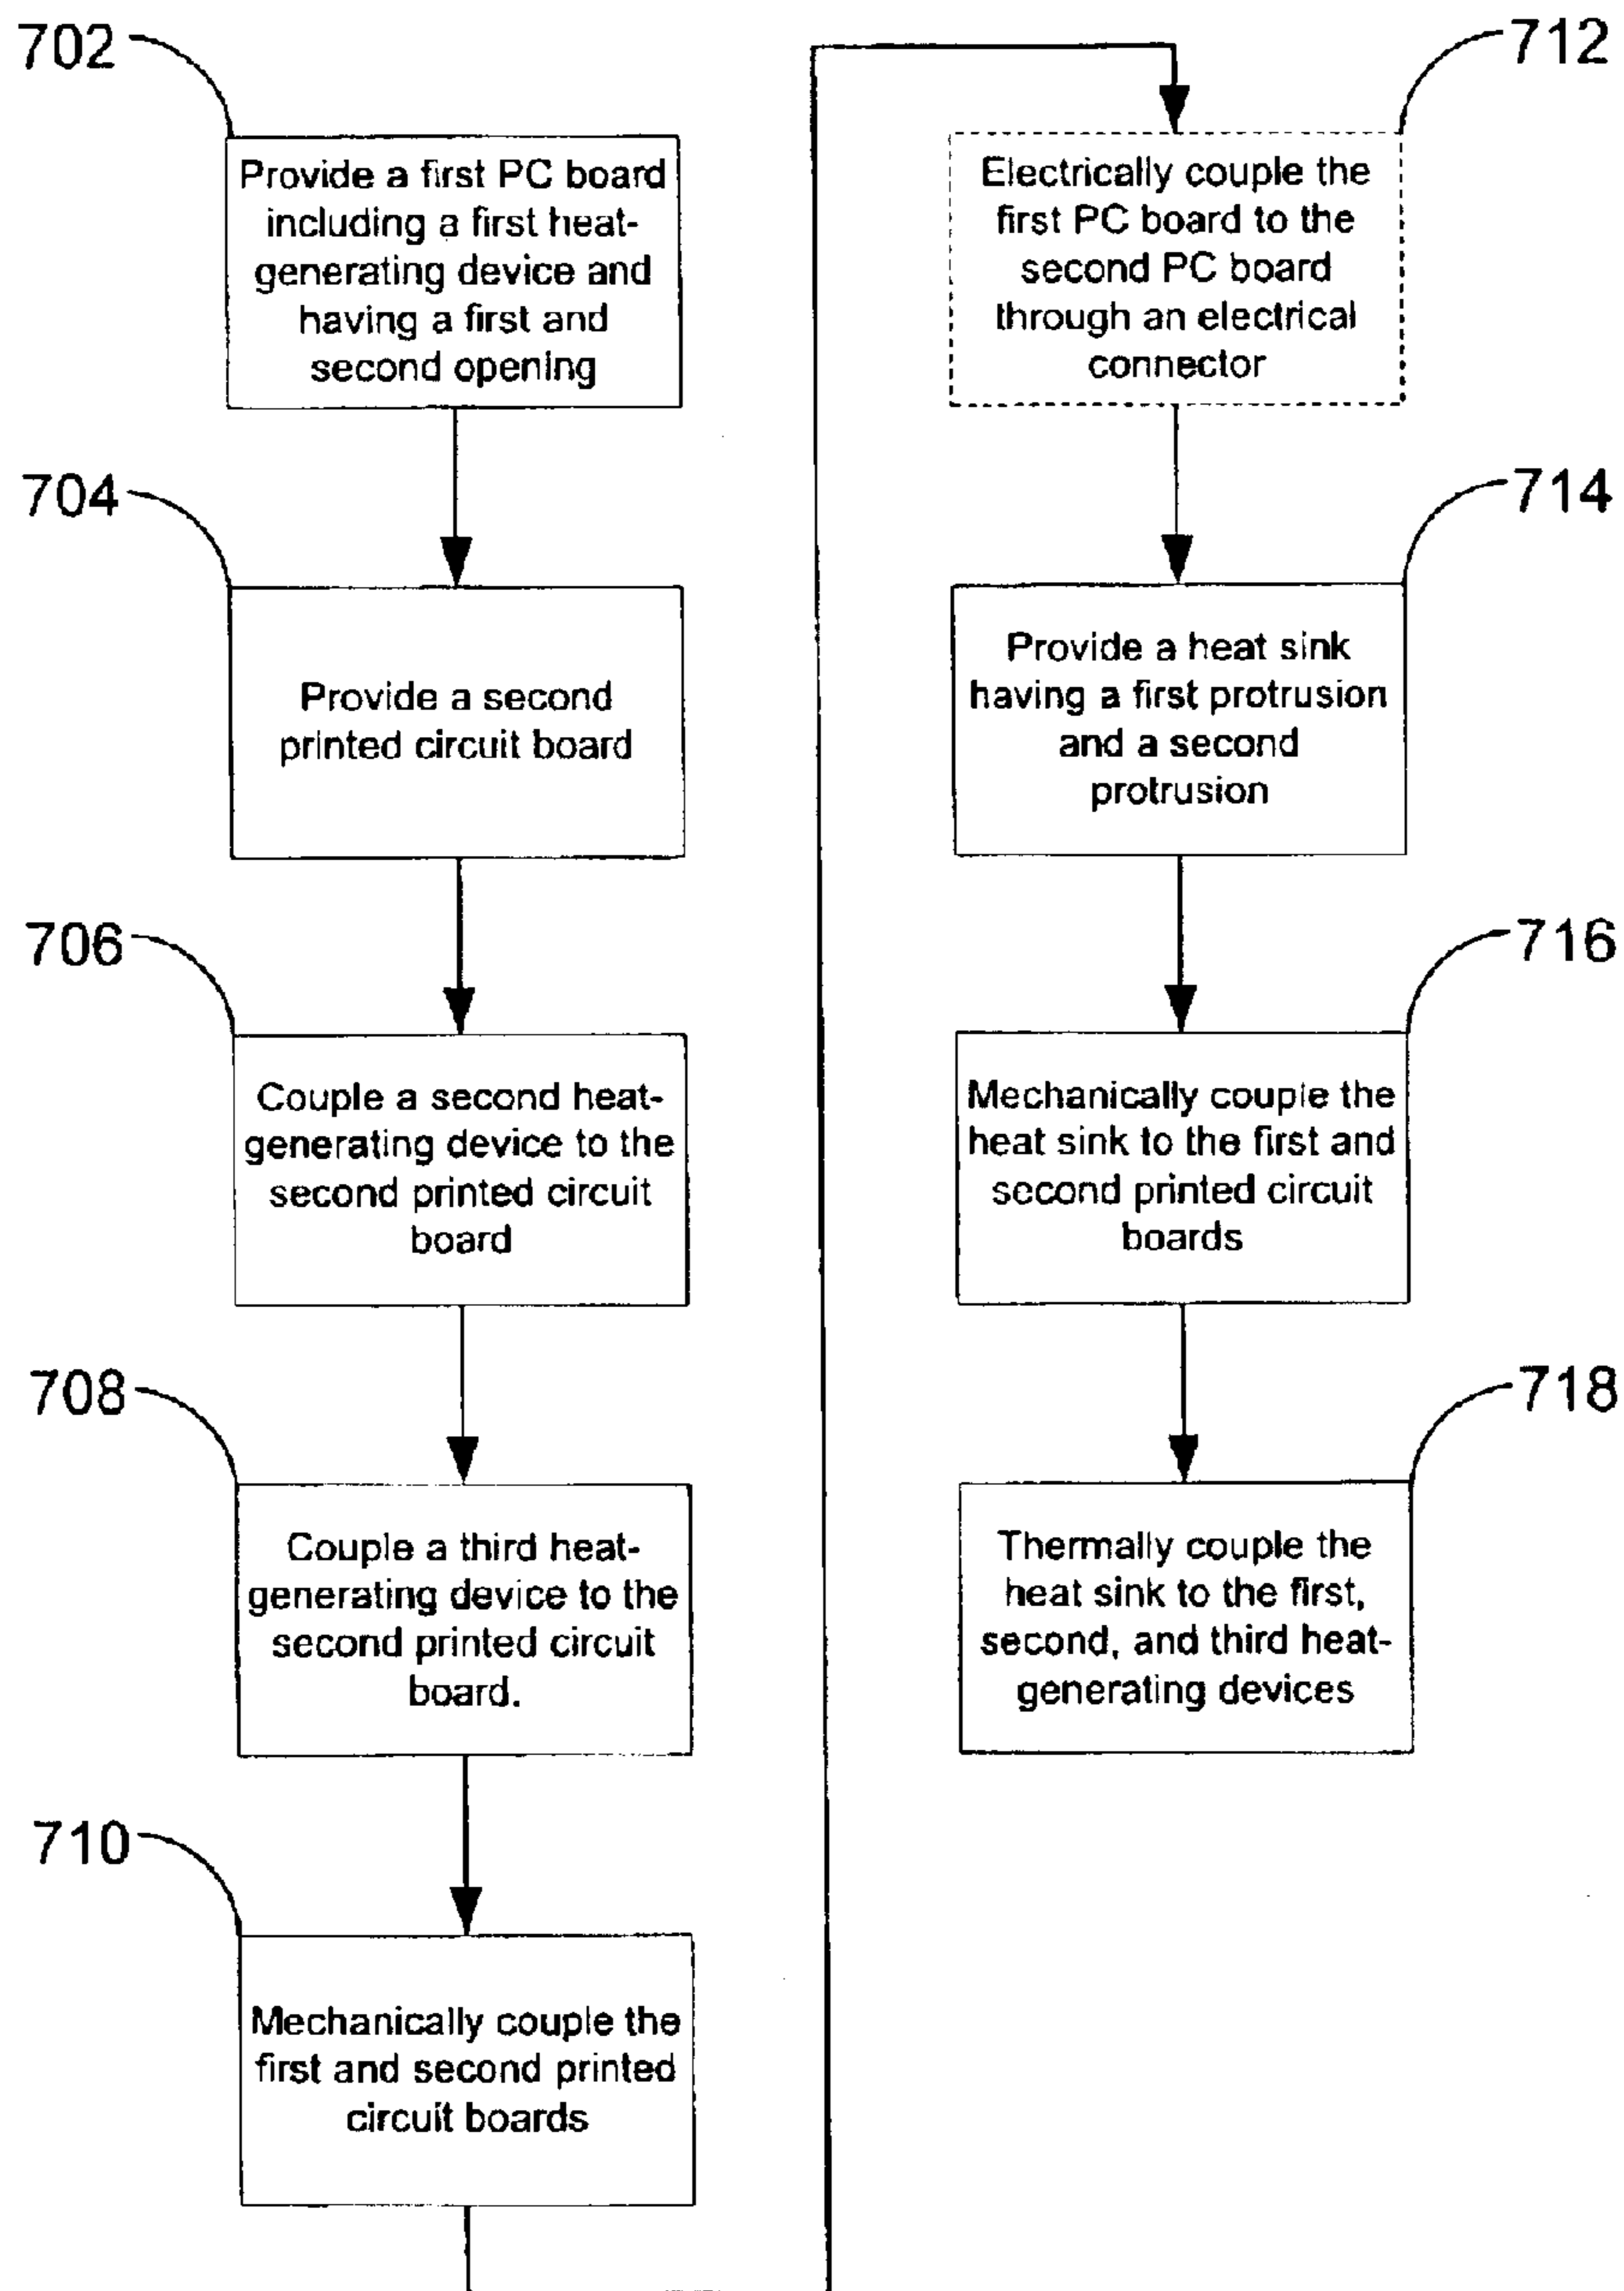 702
Provide a first PC board
including a first heat-
generating device and
having a first and
second opening
704
Provide a second
printed circuit board
706
Couple a second heat-
generating device to the
second printed circuit
board
708
Couple a third heat-
generating device to the
second printed circuit
board.
710
Mechanically couple the
first and second printed
circuit boards
712
Electrically couple the
first PC board to the
second PC board
through an electrical
connector
714
Provide a heat sink
having a first protrusion
and a second
protrusion
716
Mechanically couple the
heat sink to the first and
second printed circuit
boards
718
Thermally couple the
heat sink to the first,
second, and third heat-
generating devices